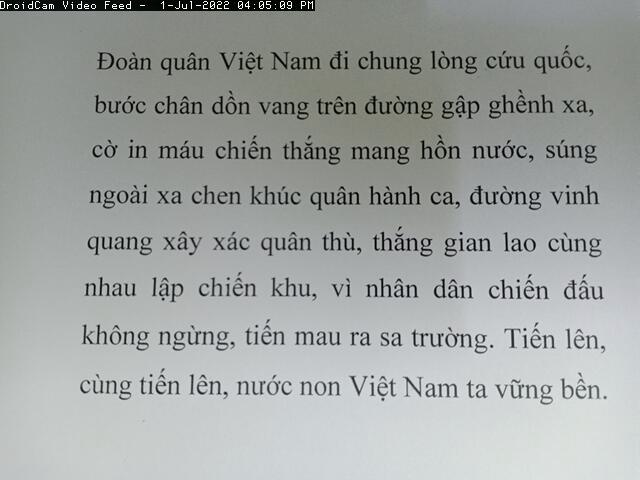 DroidCam Video Feed - 1-Jul-2022 04:05:09 PM
Đoàn quân Việt Nam đi chung lòng cứu quốc,
bước chân dồn vang trên đường gập ghềnh xa,
cờ in máu chiến thắng mang hồn nước, súng
ngoài xa chen khúc quân hành ca, đường vinh
quang xây xác quân thù, thắng gian lao cùng
nhau lập chiến khu, vì nhân dân chiến đấu
không ngừng, tiến mau ra sa trường. Tiến lên,
cùng tiến lên, nước non Việt Nam ta vững bền.